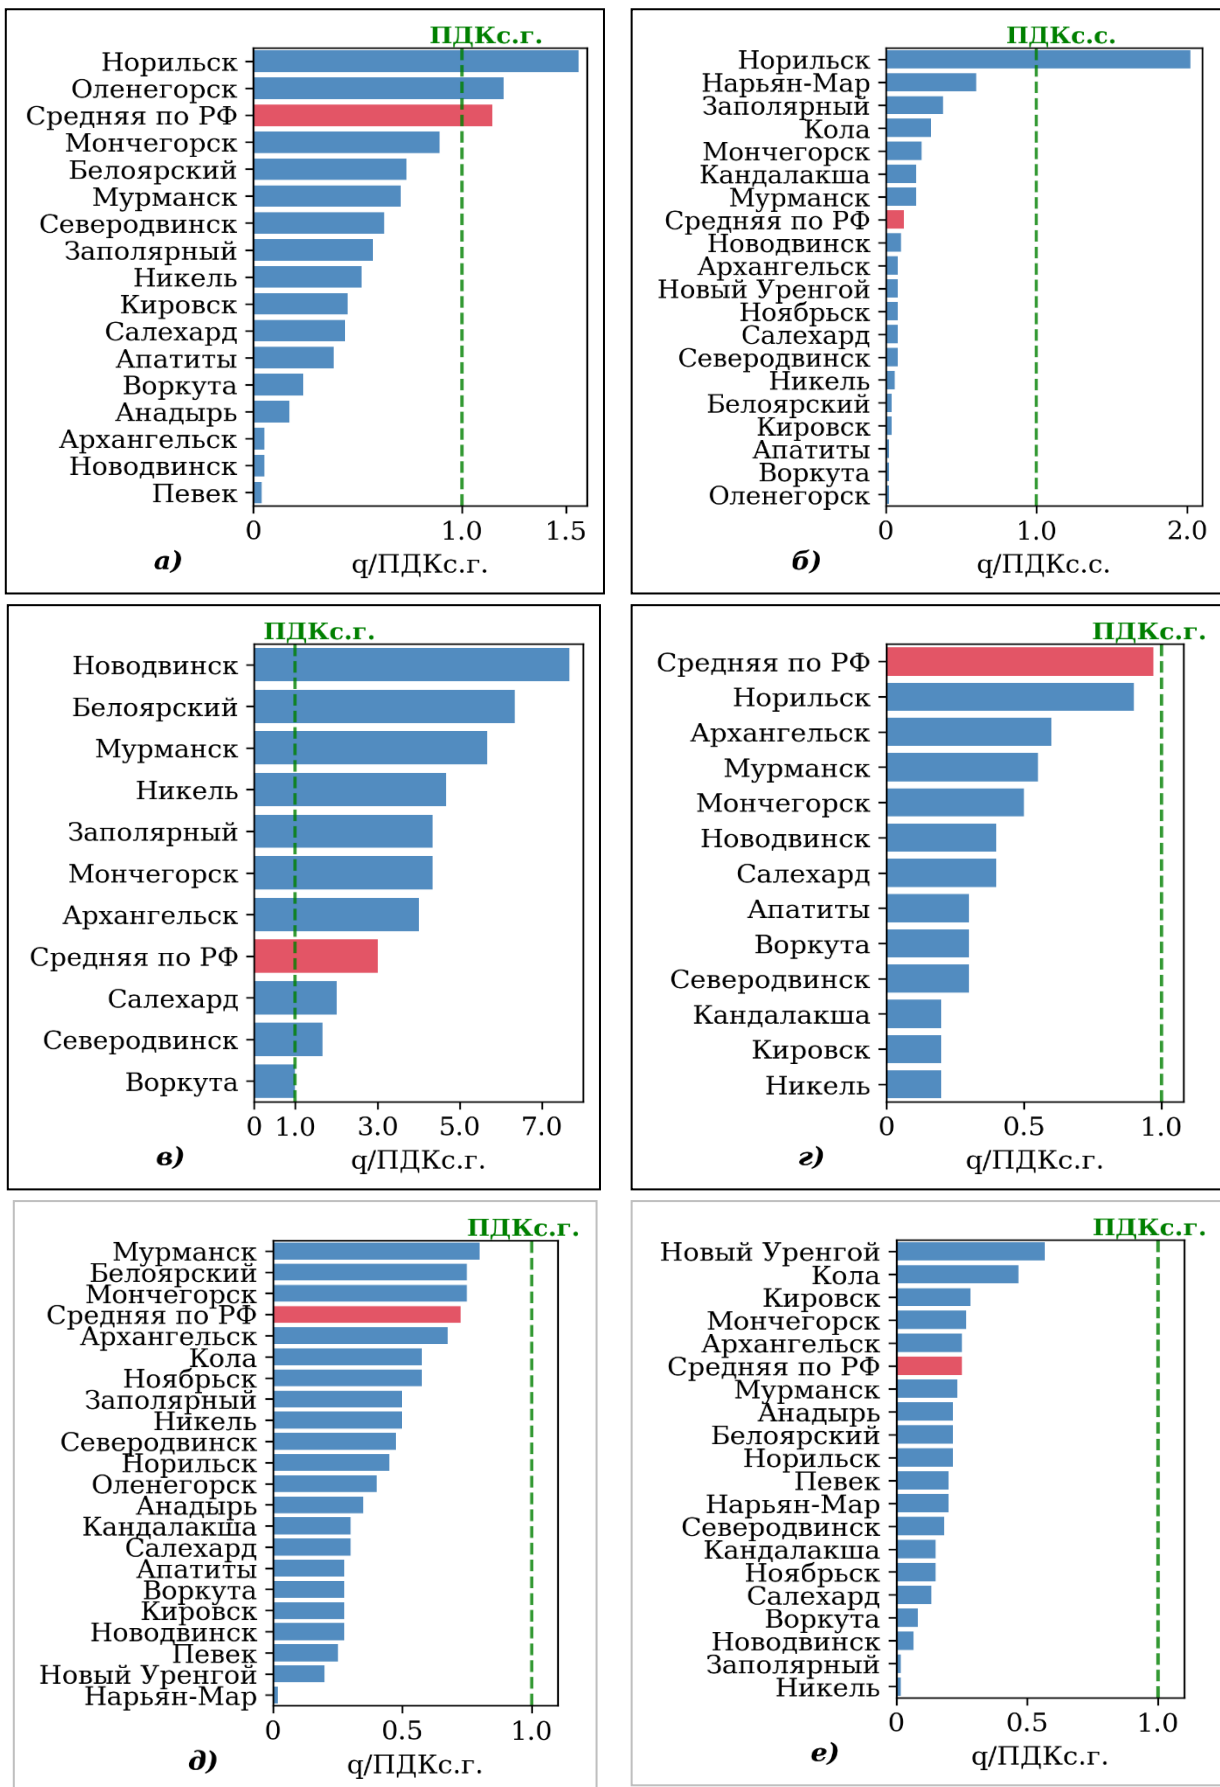 ПДКс.г.
Норильск
Оленегорск
Средняя по РФ
Мончегорск
Белоярский
Мурманск
Северодвинск
Заполярный
Никель
Кировск
Салехард
Апатиты
Воркута
Анадырь
Архангельск
Новодвинск
Певек
0 1.0 1.5
а) q/ПДКс.г.
ПДКс.с.
Норильск
Нарьян-Мар
Заполярный
Кола
Мончегорск
Кандалакша
Мурманск
Средняя по РФ
Новодвинск
Архангельск
Новый Уренгой
Ноябрьск
Салехард
Северодвинск
Никель
Белоярский
Кировск
Апатиты
Воркута
Оленегорск
0 1.0 2.0
б) q/ПДКс.с.
ПДКс.г.
Новодвинск
Белоярский
Мурманск
Никель
Заполярный
Мончегорск
Архангельск
Средняя по РФ
Салехард
Северодвинск
Воркута
0 1.0 3.0 5.0 7.0
в) q/ПДКс.г.
ПДКс.г.
Средняя по РФ
Норильск
Архангельск
Мурманск
Мончегорск
Новодвинск
Салехард
Апатиты
Воркута
Северодвинск
Кандалакша
Кировск
Никель
0 0.5 1.0
г) q/ПДКс.г.
ПДКс.г.
Мурманск
Белоярский
Мончегорск
Средняя по РФ
Архангельск
Кола
Ноябрьск
Заполярный
Никель
Северодвинск
Норильск
Оленегорск
Анадырь
Кандалакша
Салехард
Апатиты
Воркута
Кировск
Новодвинск
Певек
Новый Уренгой
Нарьян-Мар
0 0.5 1.0
д) q/ПДКс.г.
ПДКс.г.
Новый Уренгой
Кола
Кировск
Мончегорск
Архангельск
Средняя по РФ
Мурманск
Анадырь
Белоярский
Норильск
Певек
Нарьян-Мар
Северодвинск
Кандалакша
Ноябрьск
Салехард
Воркута
Новодвинск
Заполярный
Никель
0 0.5 1.0
е) q/ПДКс.г.